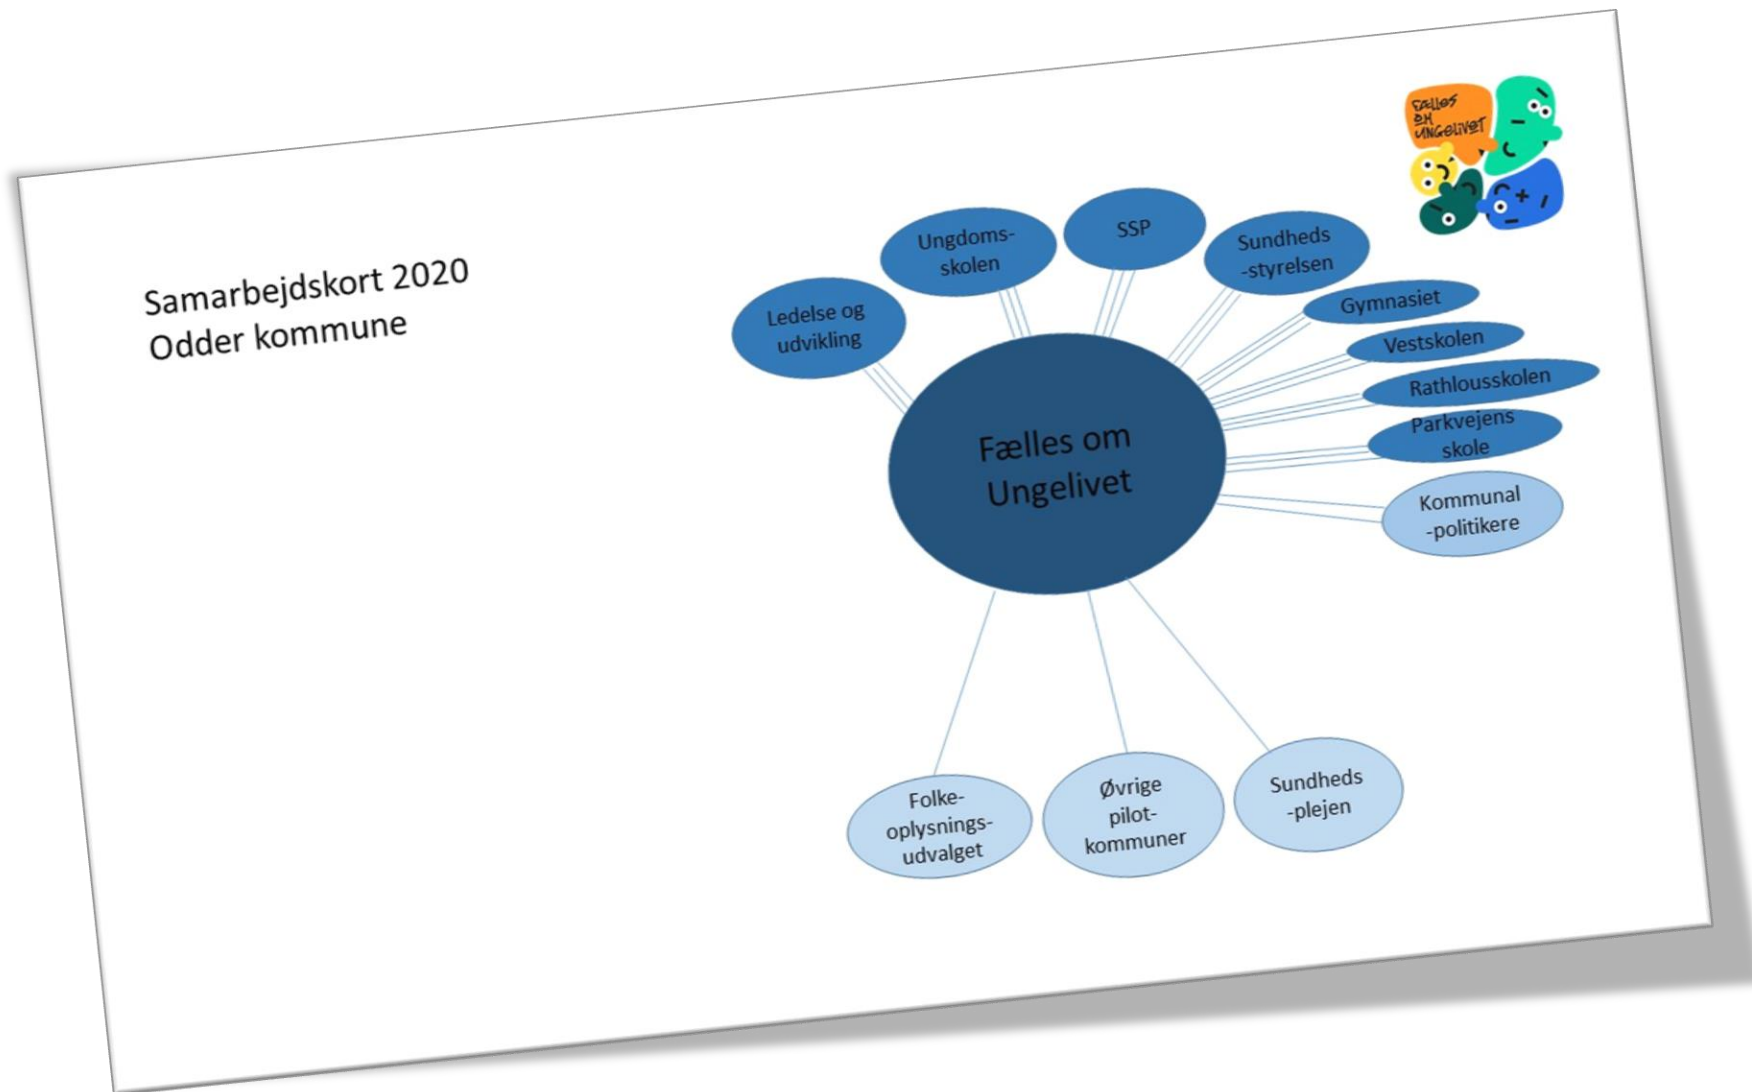 Samarbejdskort 2020
Odder kommune
Fælles
om
UNGeliveT
Ledelse og
udvikling
Ungdoms-
skolen
SSP
Sundheds
-styrelsen
Gymnasiet
Vestskolen
Rathlousskolen
Parkvejens
skole
Kommunal
-politikere
Fælles om
Ungelivet
Folke-
oplysnings-
udvalget
Øvrige
pilot-
kommuner
Sundheds
-plejen